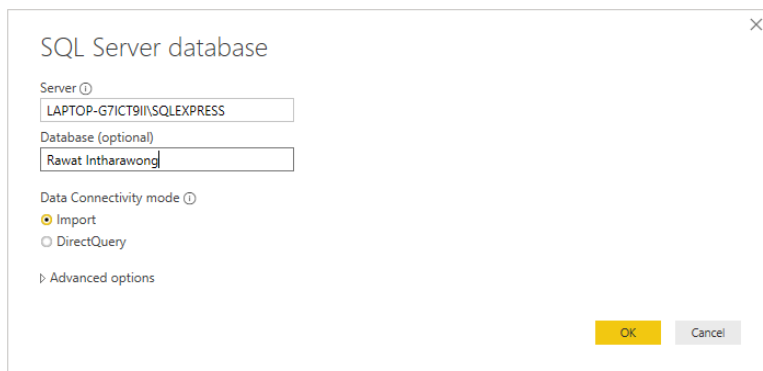 SQL Server database
Server
LAPTOP-G7ICT9II\SQLEXPRESS
Database (optional)
Rawat Intharawong
Data Connectivity mode
Import
DirectQuery
Advanced options
OK Cancel